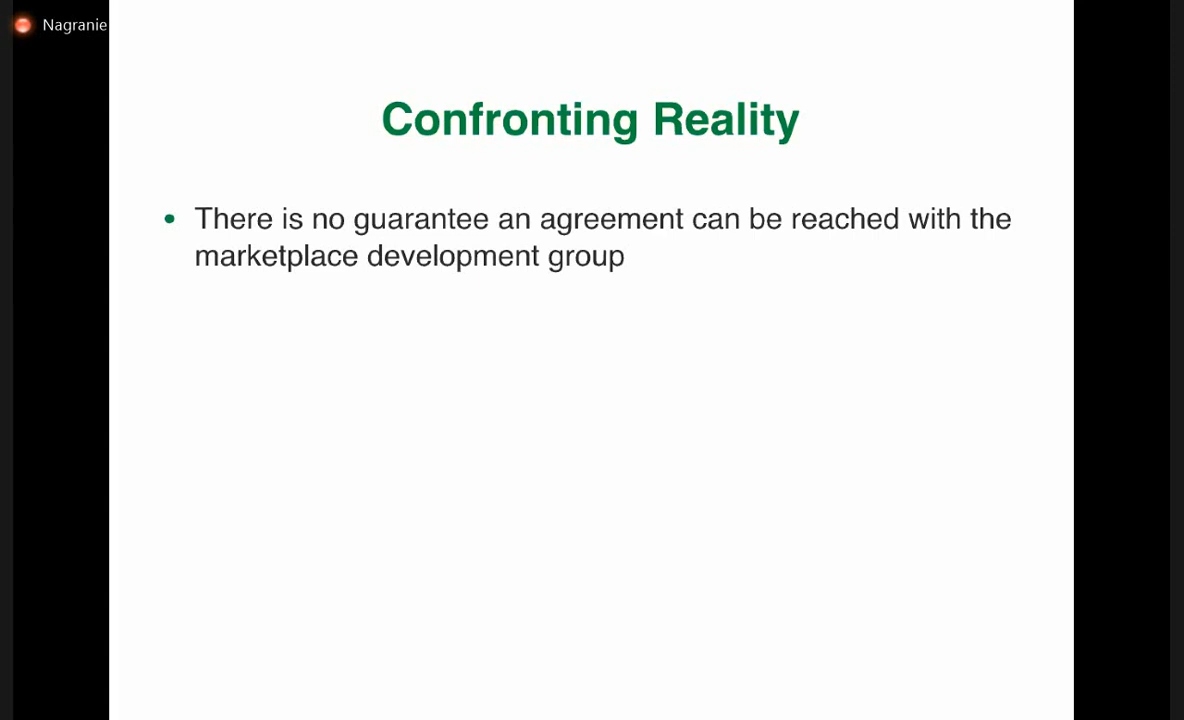 Nagranie
Confronting Reality
• There is no guarantee an agreement can be reached with the
marketplace development group